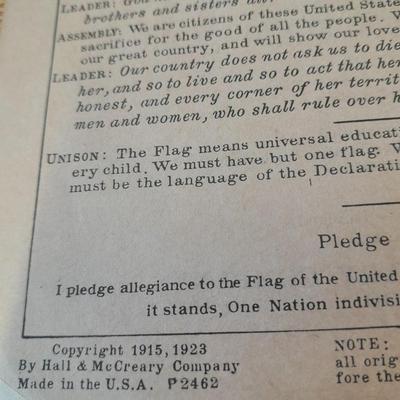 LEADER: God
brothers and sisters all,
ASSEMBLY: We are citizens of these United State
sacrifice for the good of all the people. W
our great country, and will show our love
LEADER: Our country does not ask us to die
her, and so to live and so to act that her
honest, and every corner of her territ
men and women, who shall rule over h
UNISON: The Flag means universal educati
ery child. We must have but one flag. W
must be the language of the Declarati
Pledge
I pledge allegiance to the Flag of the United
it stands, One Nation indivisi
Copyright 1915, 1923
By Hall & McCreary Company
Made in the U.S.A. P2462
NOTE:
all orig
fore the